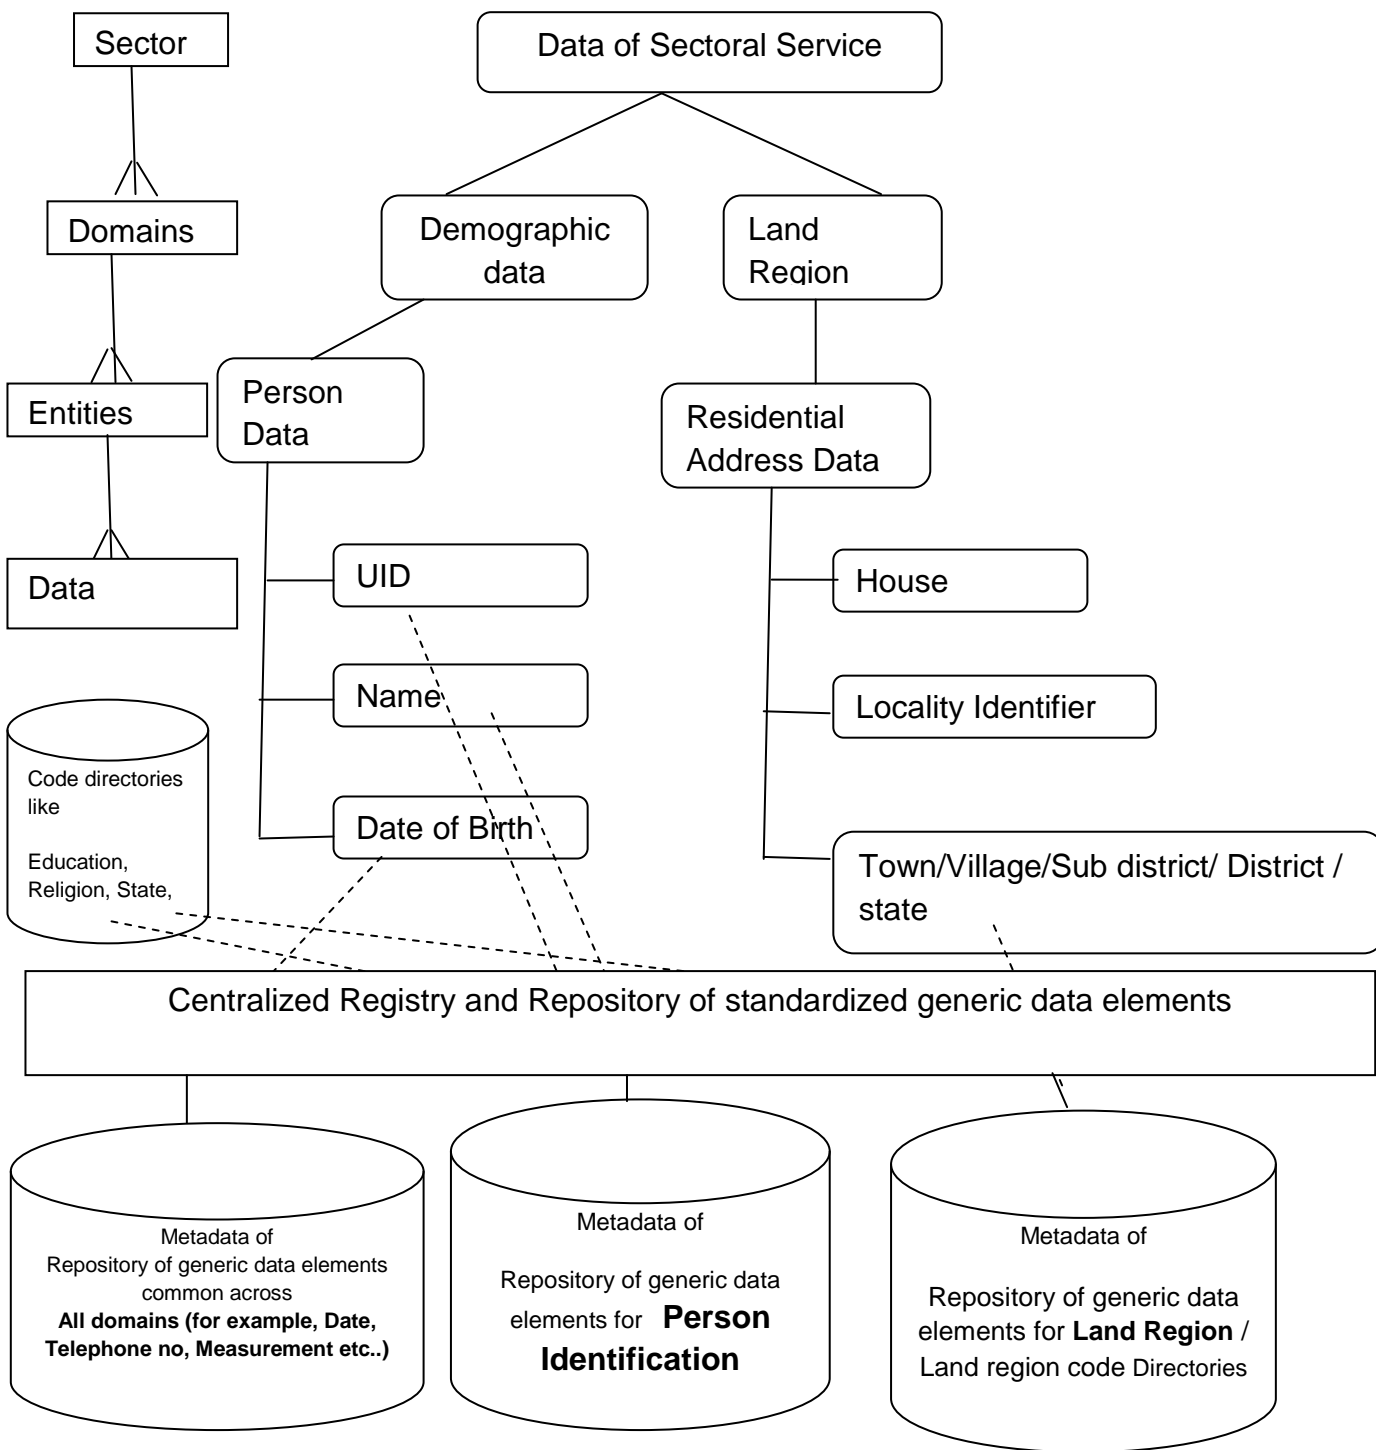 Sector
Data of Sectoral Service
Domains
Demographic
data
Land
Region
Entities
Person
Data
Residential
Address Data
Data
UID
House
Name
Locality Identifier
Code directories
like
Education,
Religion, State,
Date of Birth
Town/Village/Sub district/ District /
state
Centralized Registry and Repository of standardized generic data elements
Metadata of
Repository of generic data elements
common across
All domains (for example, Date,
Telephone no, Measurement etc..)
Metadata of
Repository of generic data
elements for Person
Identification
Metadata of
Repository of generic data
elements for Land Region /
Land region code Directories